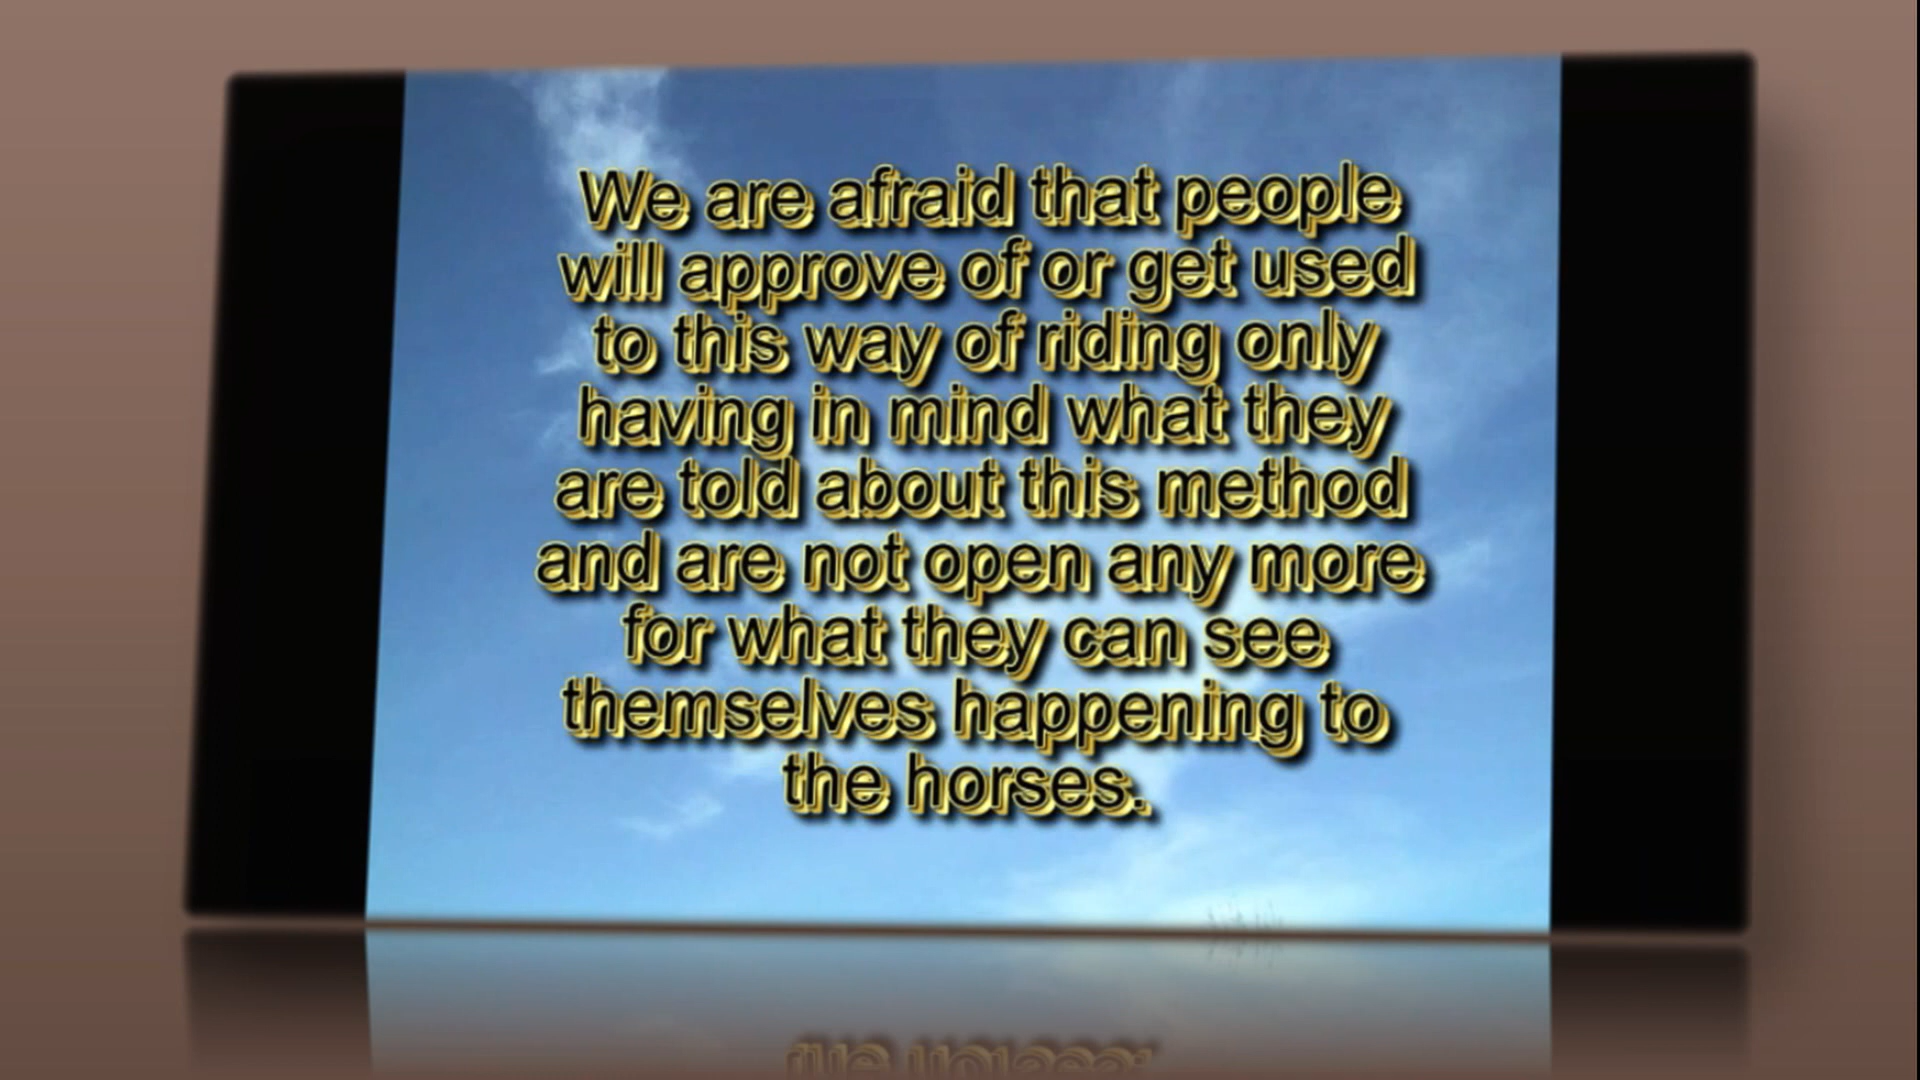 We are afraid that people
will approve of or get used
to this way of riding only
having in mind what they
are told about this method
and are not open any more
for what they can see
themselves happening to
the horses.